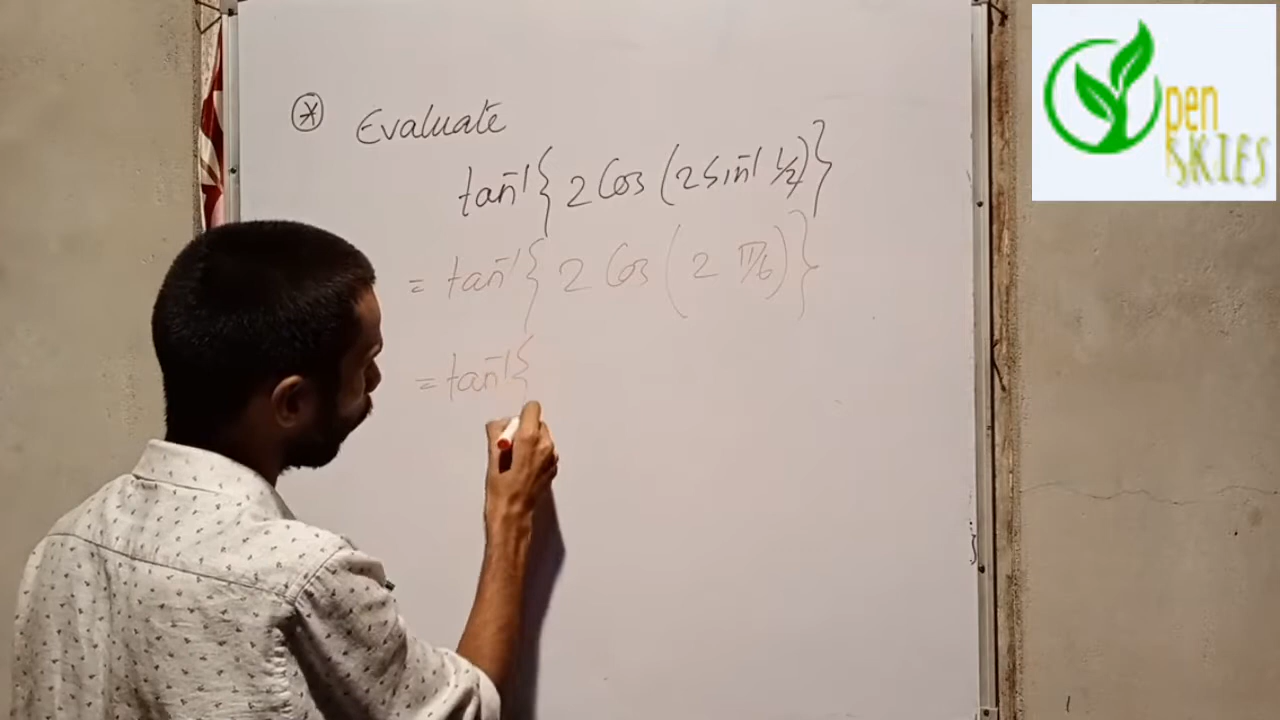 ⊛ Evaluate
tan⁻¹{ 2 Cos (2 sin⁻¹ 1/2)}
= tan⁻¹{ 2 Cos ( 2 π/6 )}
= tan⁻¹{
Open
SKIES